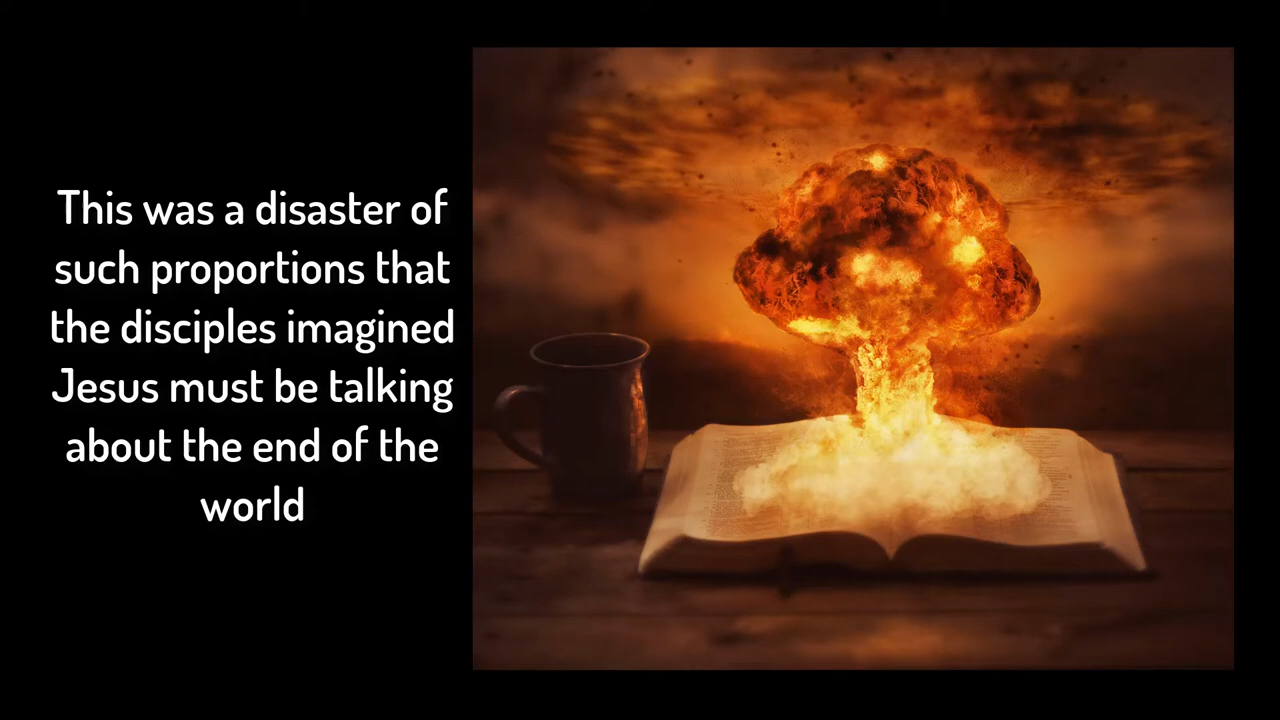 This was a disaster of
such proportions that
the disciples imagined
Jesus must be talking
about the end of the
world